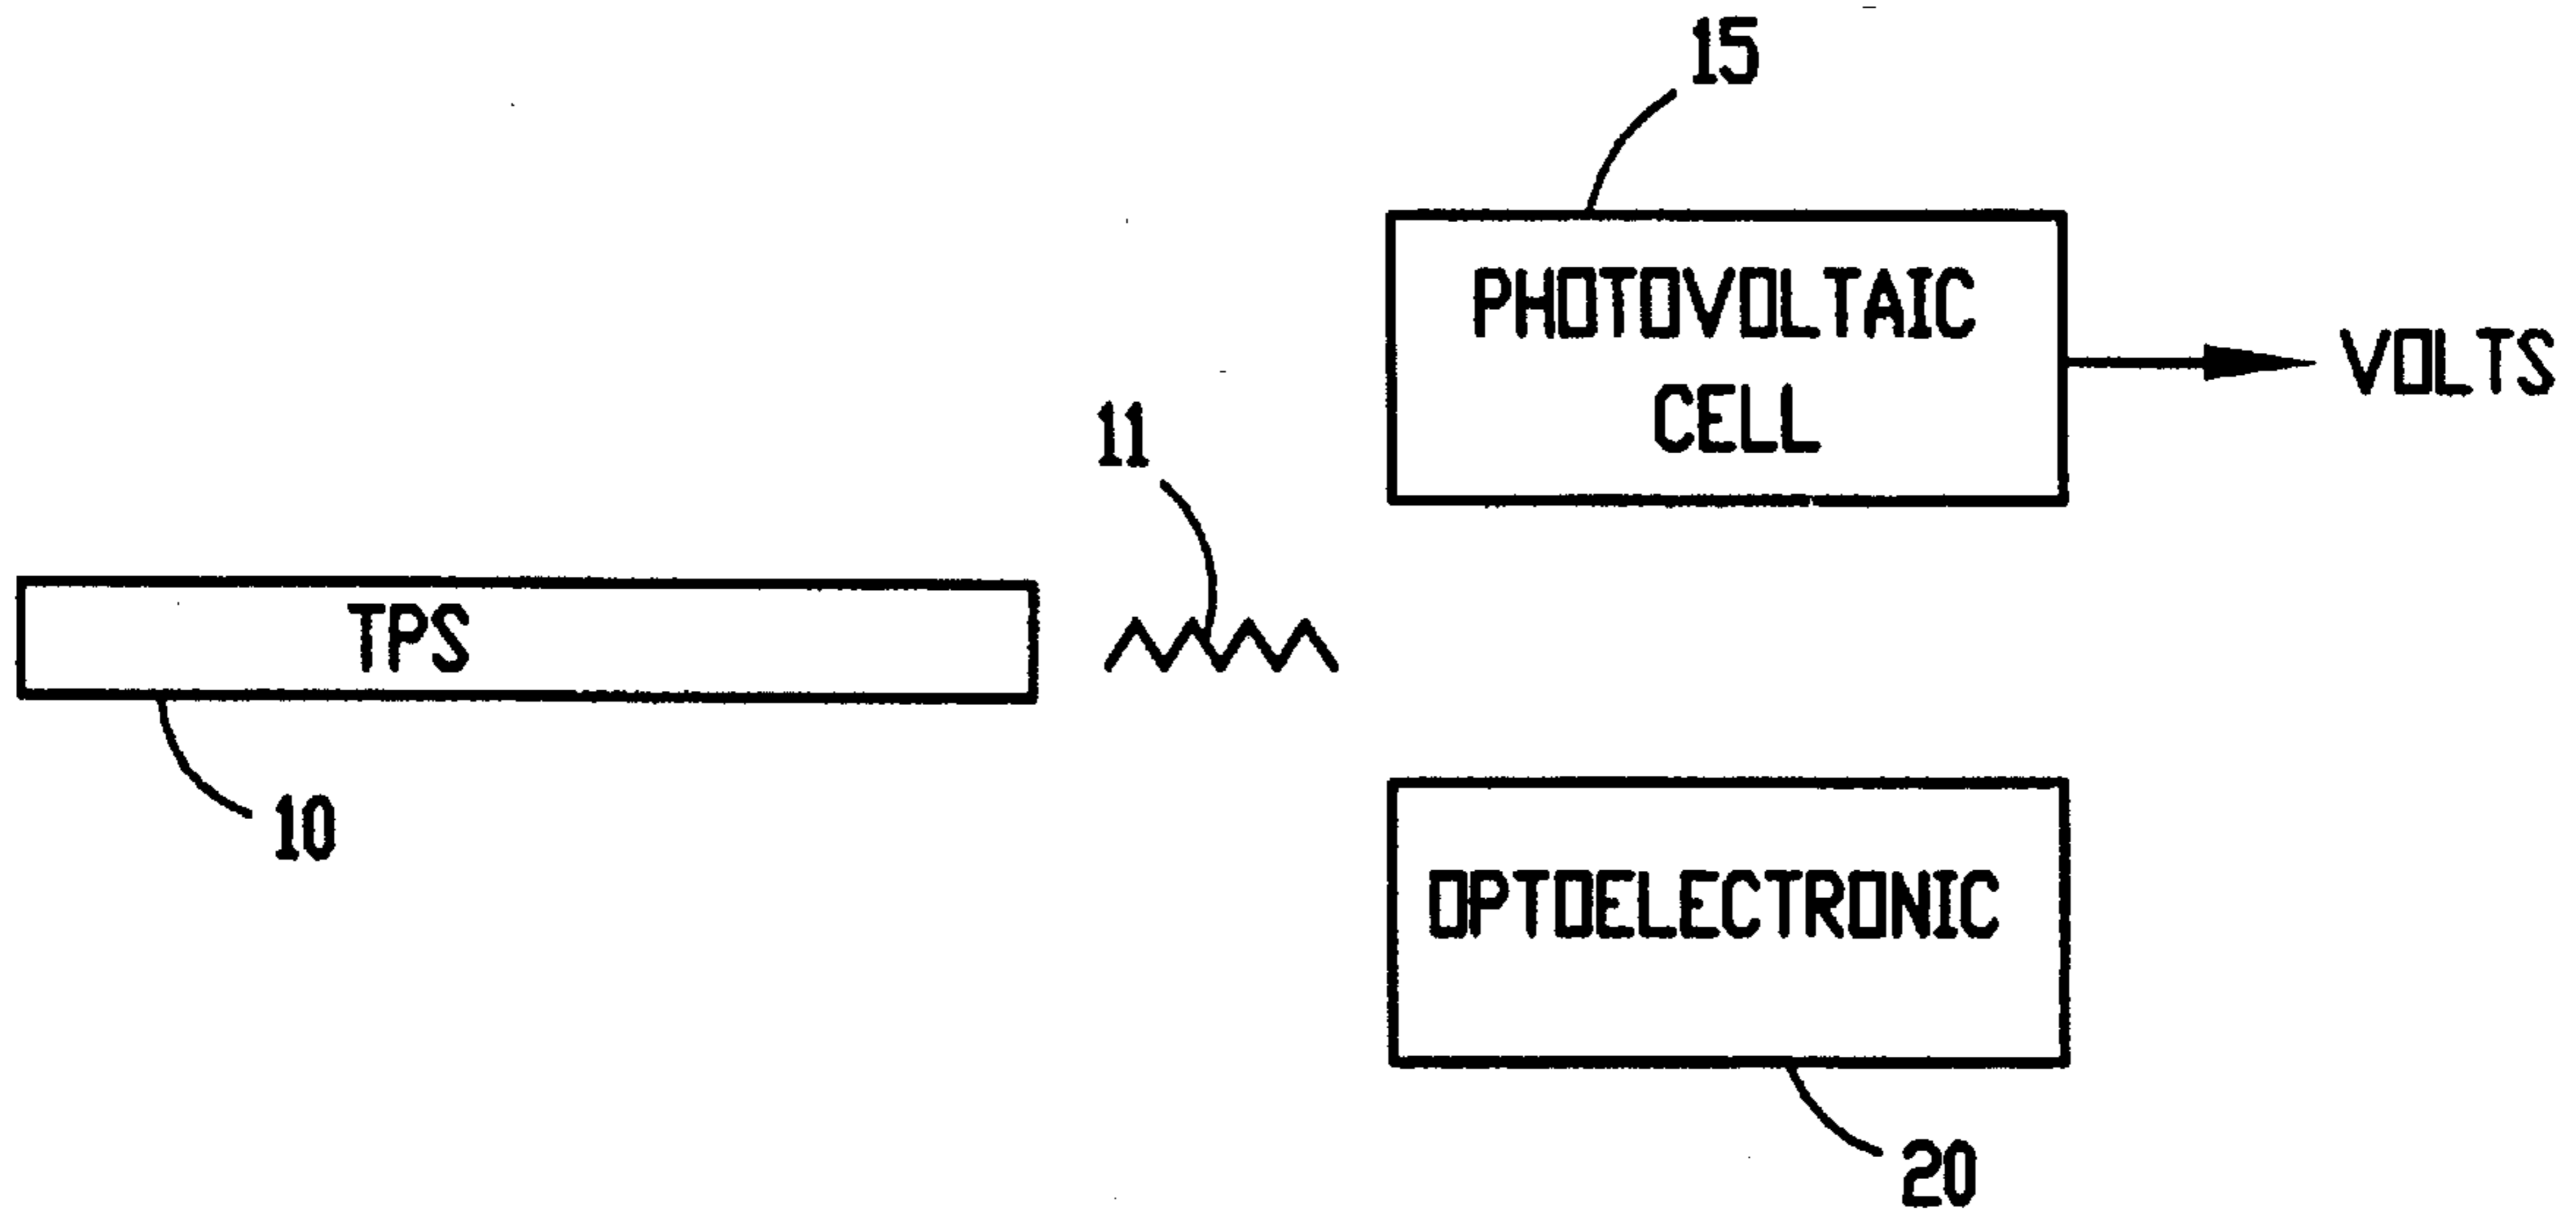 15
PHOTOVOLTAIC
CELL
VOLTS
11
TPS
10
OPTOELECTRONIC
20